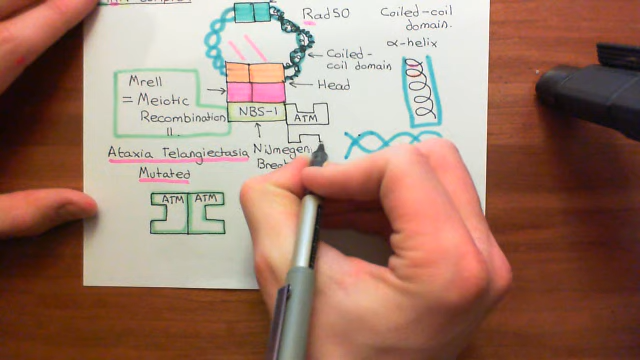 Rad50
Coiled-coil
domain.
α-helix
Coiled-
coil domain
Head
Mre11
= Meiotic
Recombination
11.
NBS-1
ATM
Ataxia Telangiectasia
Mutated
ATM ATM